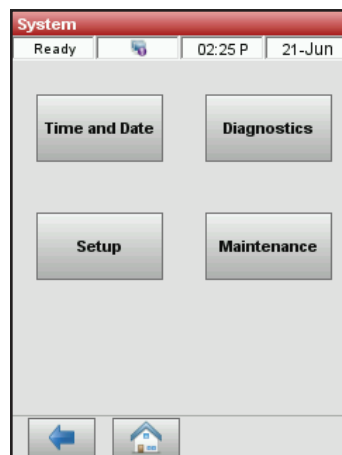 System
Ready 02:25 P 21-Jun
Time and Date Diagnostics
Setup Maintenance